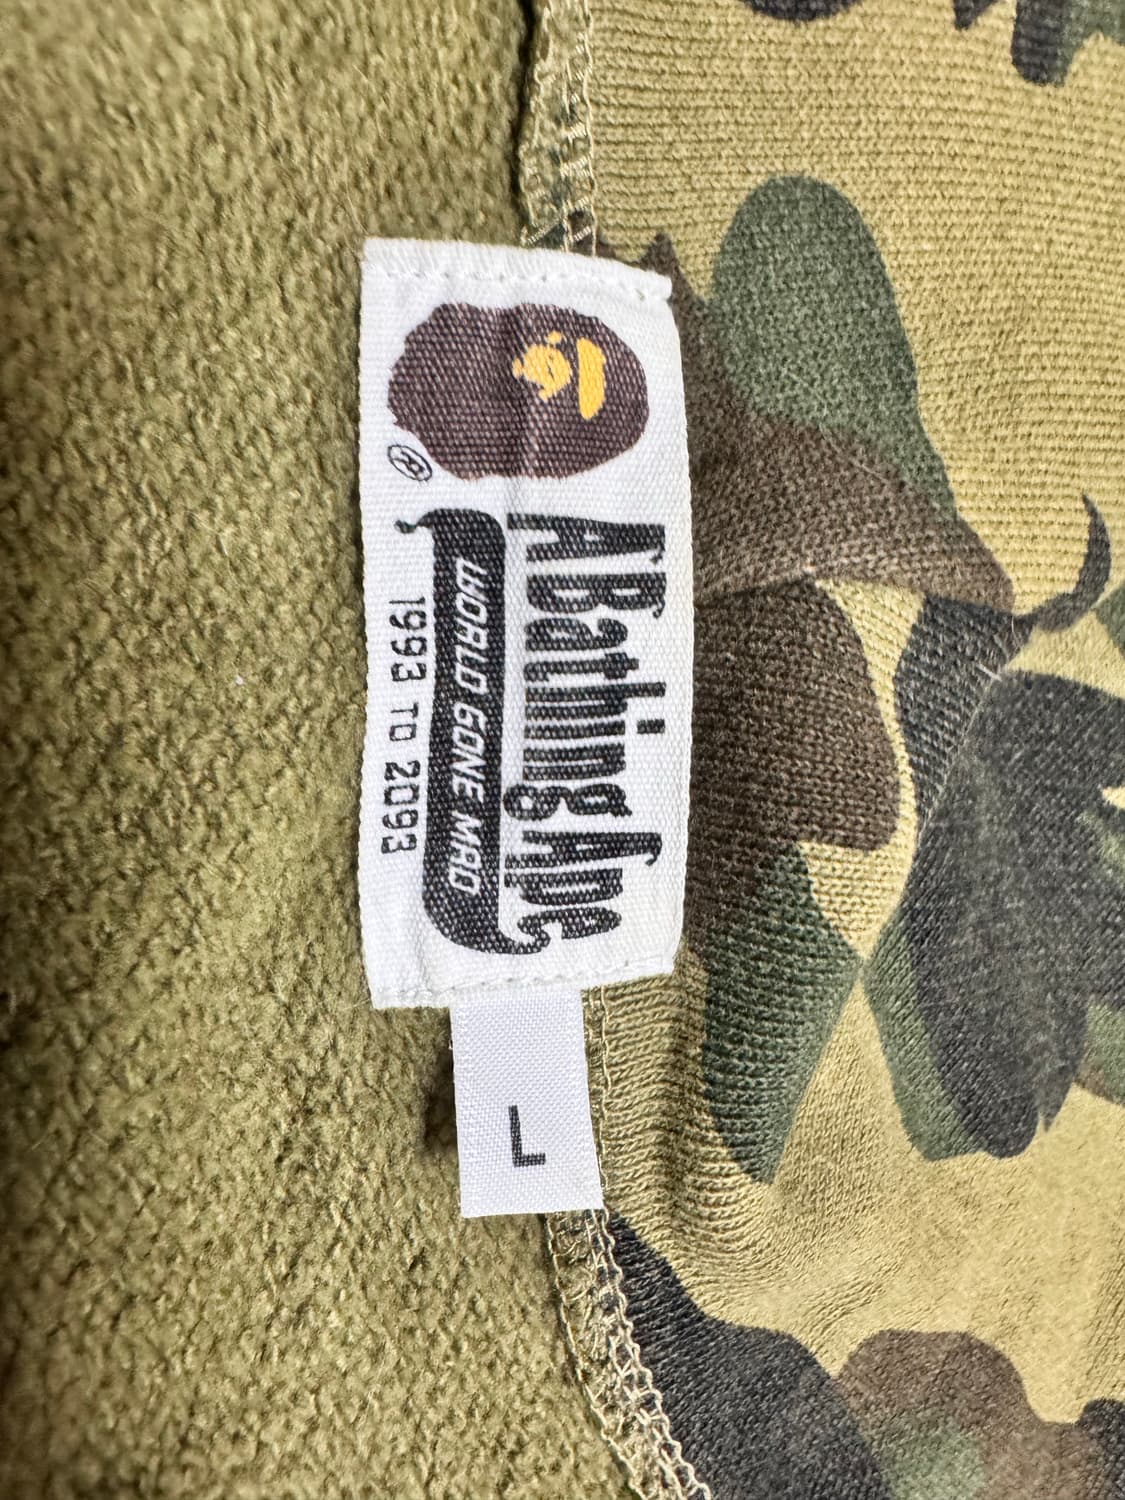 ®
A Bathing Ape
WORLD GONE MAD
1993 TO 2093
L